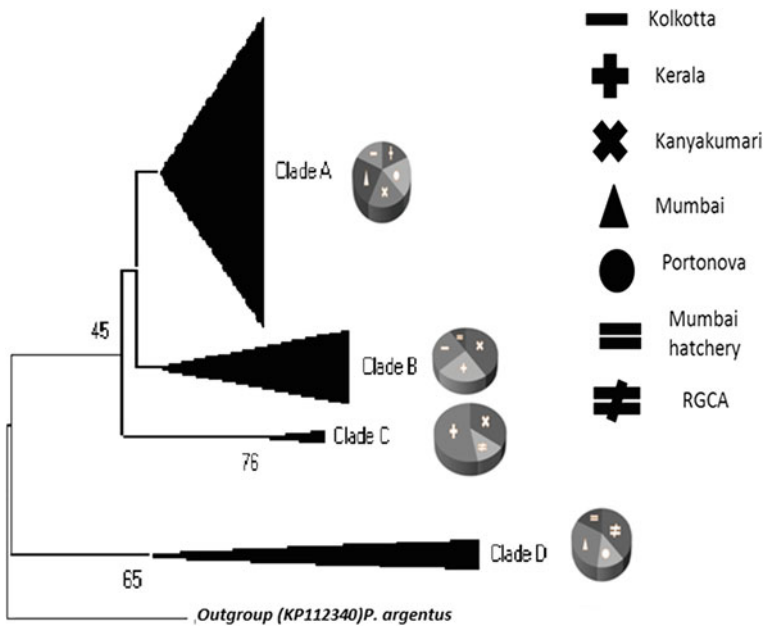 Kolkotta
Kerala
Clade A
Kanyakumari
Mumbai
Portonova
45
Mumbai
hatchery
Clade B
RGCA
Clade C
76
Clade D
65
Outgroup (KP112340)P. argentus